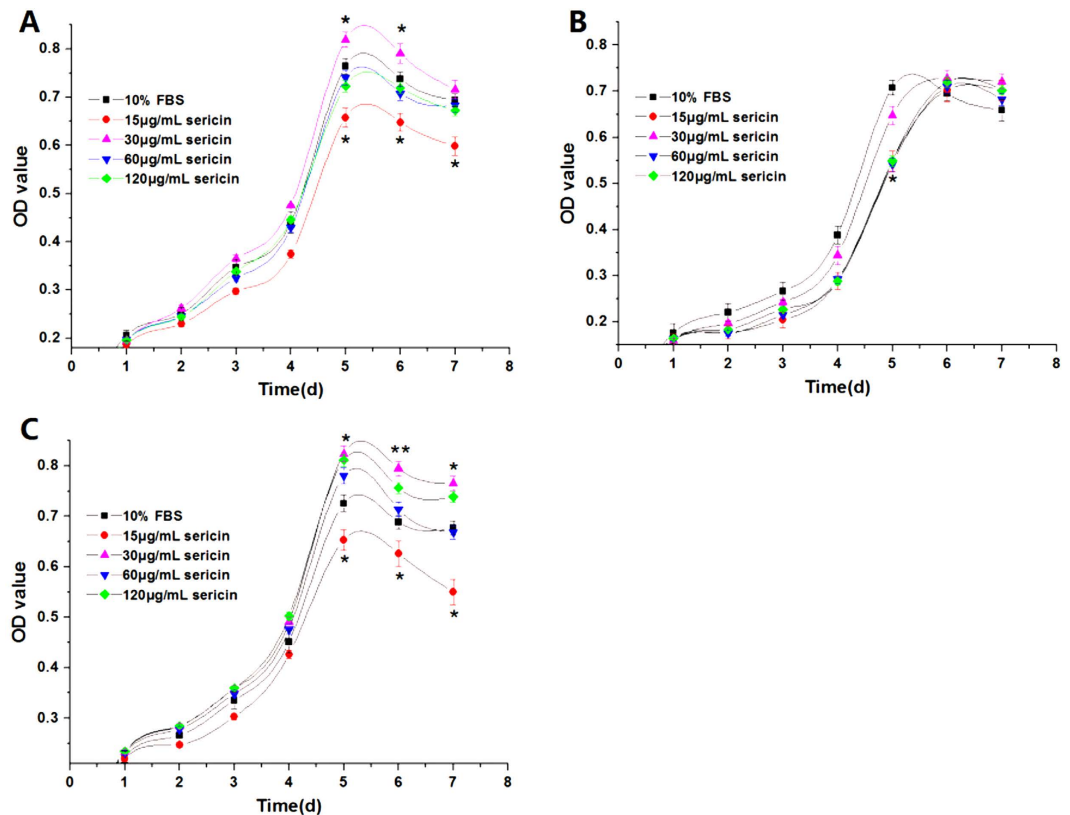 A
0.8
0.7
0.6
0.5
0.4
0.3
0.2
OD value
10% FBS
15μg/mL sericin
30μg/mL sericin
60μg/mL sericin
120μg/mL sericin
* *
* * *
0 1 2 3 4 5 6 7 8
Time(d)
B
0.8
0.7
0.6
0.5
0.4
0.3
0.2
OD value
10% FBS
15μg/mL sericin
30μg/mL sericin
60μg/mL sericin
120μg/mL sericin
*
0 1 2 3 4 5 6 7 8
Time(d)
C
0.8
0.7
0.6
0.5
0.4
0.3
OD value
10% FBS
15μg/mL sericin
30μg/mL sericin
60μg/mL sericin
120μg/mL sericin
* ** *
* * *
0 1 2 3 4 5 6 7 8
Time(d)